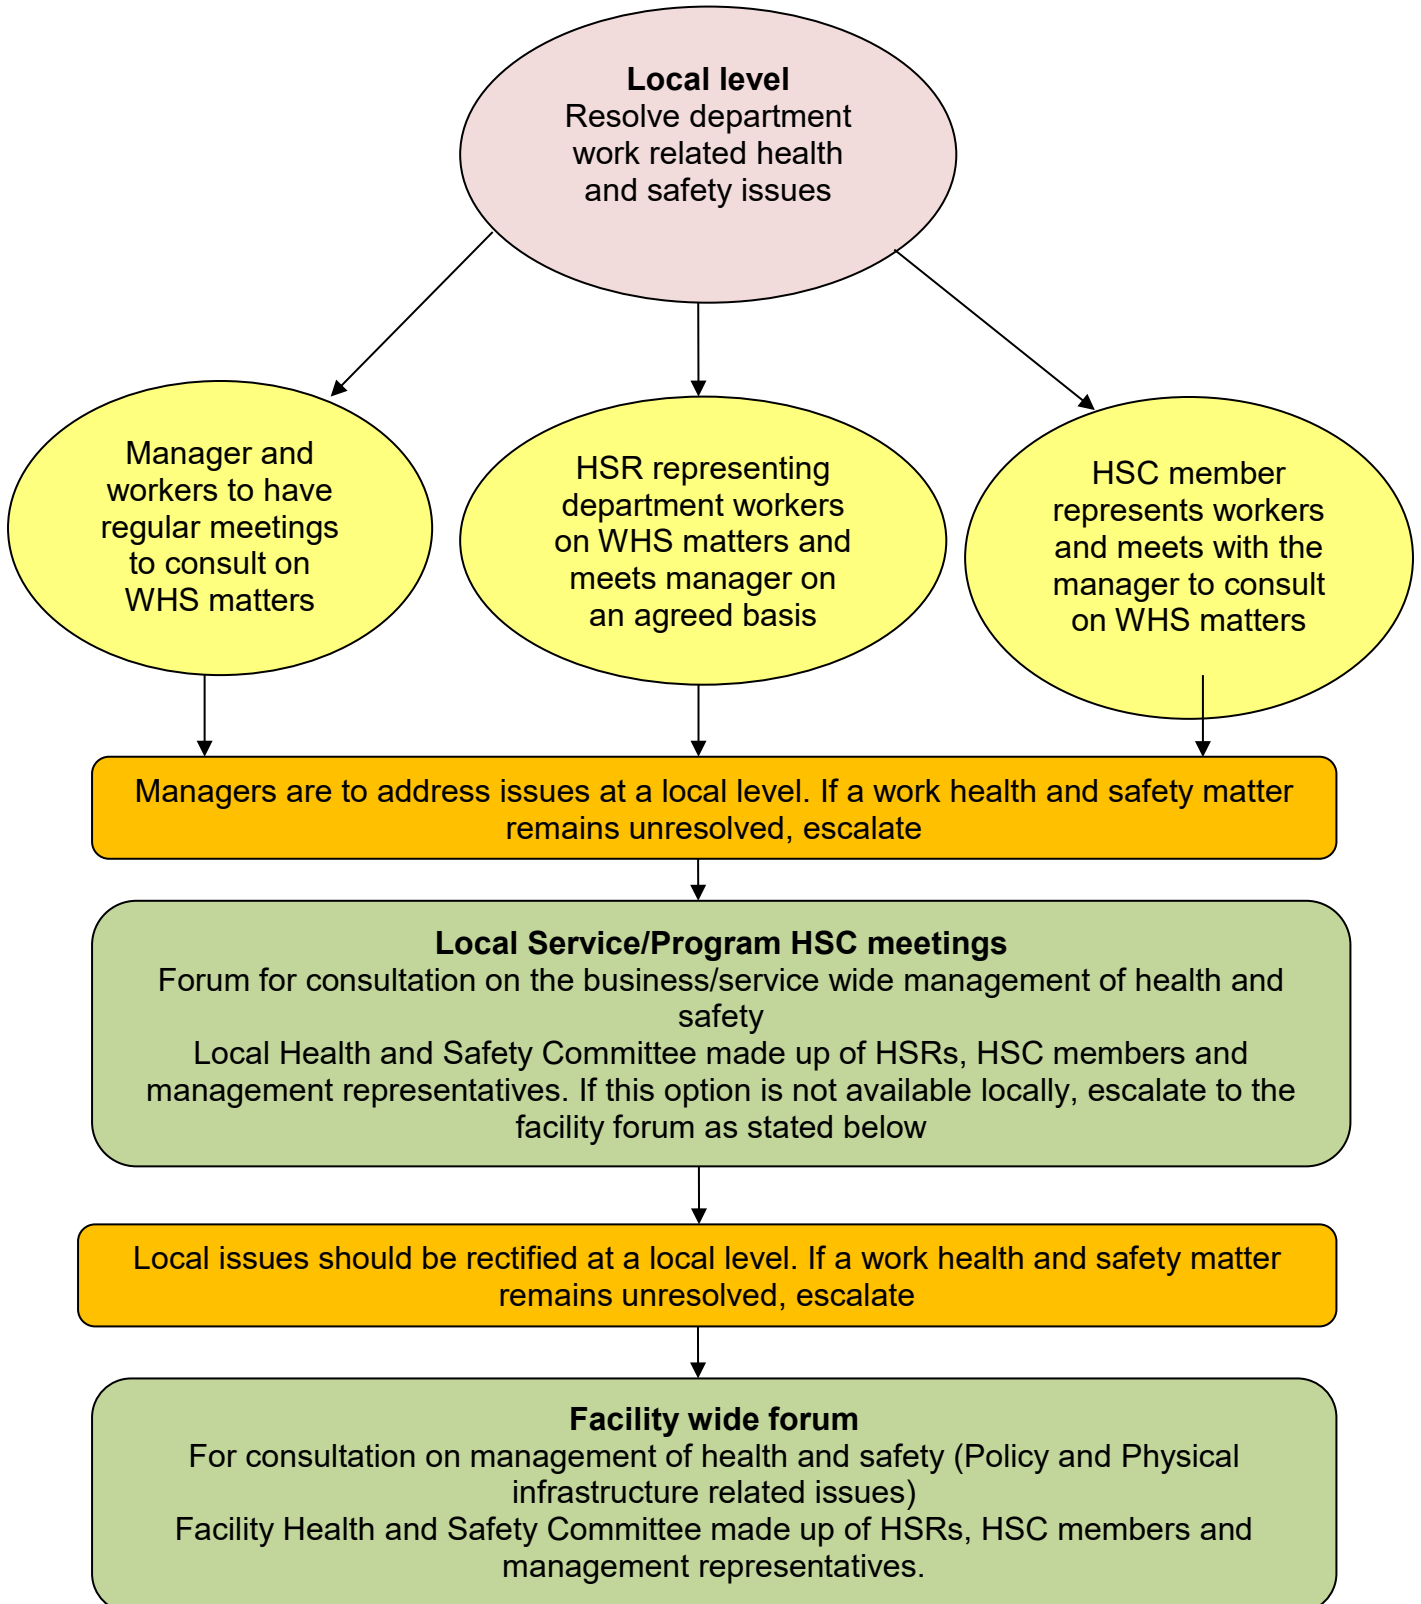 Local level
Resolve department
work related health
and safety issues
Manager and
workers to have
regular meetings
to consult on
WHS matters
HSR representing
department workers
on WHS matters and
meets manager on
an agreed basis
HSC member
represents workers
and meets with the
manager to consult
on WHS matters
Managers are to address issues at a local level. If a work health and safety matter
remains unresolved, escalate
Local Service/Program HSC meetings
Forum for consultation on the business/service wide management of health and
safety
Local Health and Safety Committee made up of HSRs, HSC members and
management representatives. If this option is not available locally, escalate to the
facility forum as stated below
Local issues should be rectified at a local level. If a work health and safety matter
remains unresolved, escalate
Facility wide forum
For consultation on management of health and safety (Policy and Physical
infrastructure related issues)
Facility Health and Safety Committee made up of HSRs, HSC members and
management representatives.